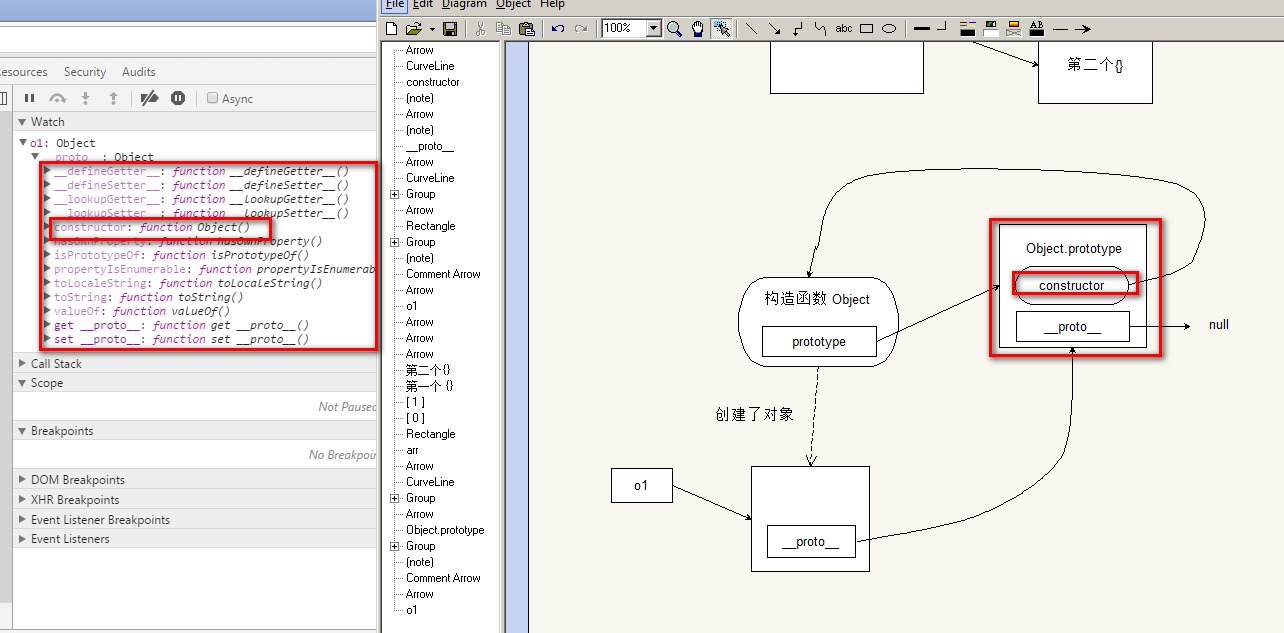 esources Security Audits
Async
Watch
o1: Object
__proto__: Object
__defineGetter__: function __defineGetter__()
__defineSetter__: function __defineSetter__()
__lookupGetter__: function __lookupGetter__()
__lookupSetter__: function __lookupSetter__()
constructor: function Object()
hasOwnProperty: function hasOwnProperty()
isPrototypeOf: function isPrototypeOf()
propertyIsEnumerable: function propertyIsEnumerab
toLocaleString: function toLocaleString()
toString: function toString()
valueOf: function valueOf()
get __proto__: function get __proto__()
set __proto__: function set __proto__()
Call Stack
Scope
Not Paused
Breakpoints
No Breakpoin
DOM Breakpoints
XHR Breakpoints
Event Listener Breakpoints
Event Listeners
File Edit Diagram Object Help
100%
abc
AB
Arrow
CurveLine
constructor
(note)
Arrow
(note)
__proto__
Arrow
CurveLine
Group
Arrow
Rectangle
Group
(note)
Comment Arrow
Arrow
o1
Arrow
Arrow
Arrow
第二个{}
第一个 {}
[ 1 ]
[ 0 ]
Rectangle
arr
Arrow
CurveLine
Group
Arrow
Object.prototype
Group
(note)
Comment Arrow
Arrow
o1
第二个{}
Object.prototype
constructor
__proto__
null
构造函数 Object
prototype
创建了对象
o1
__proto__